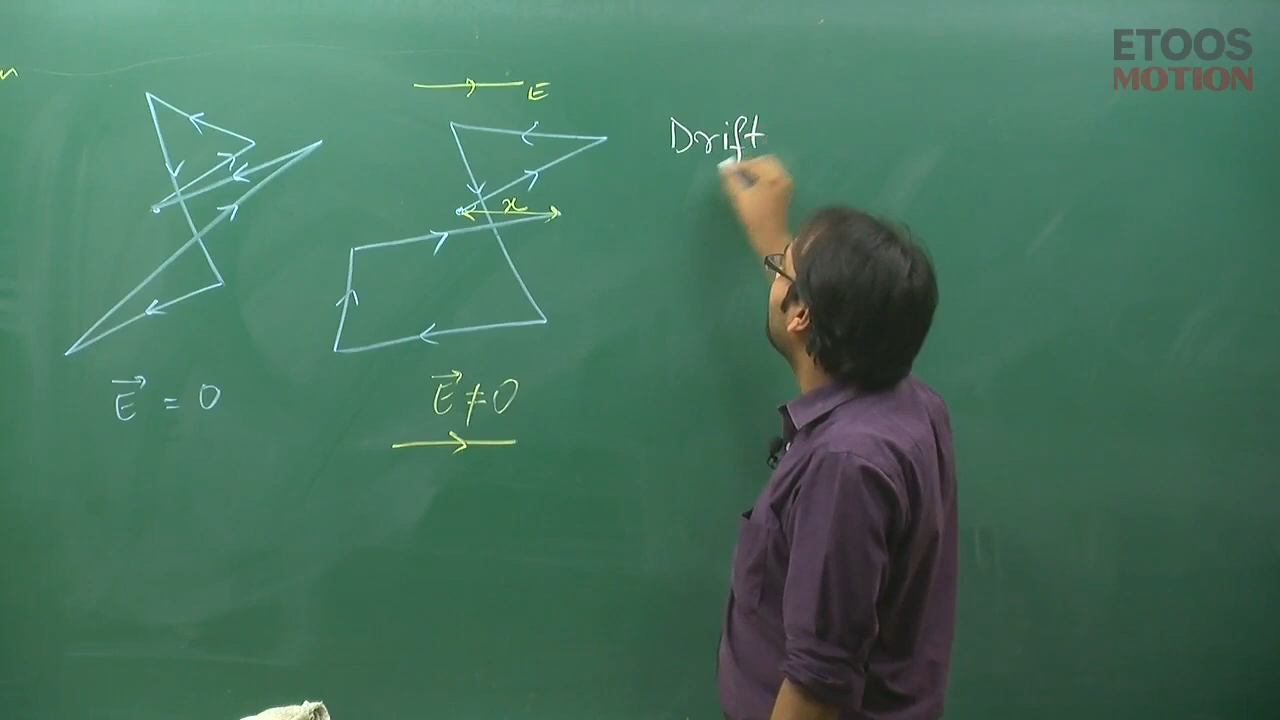 ETOOS
MOTION
E
x
Drift
E⃗ = 0
E⃗ ≠ 0